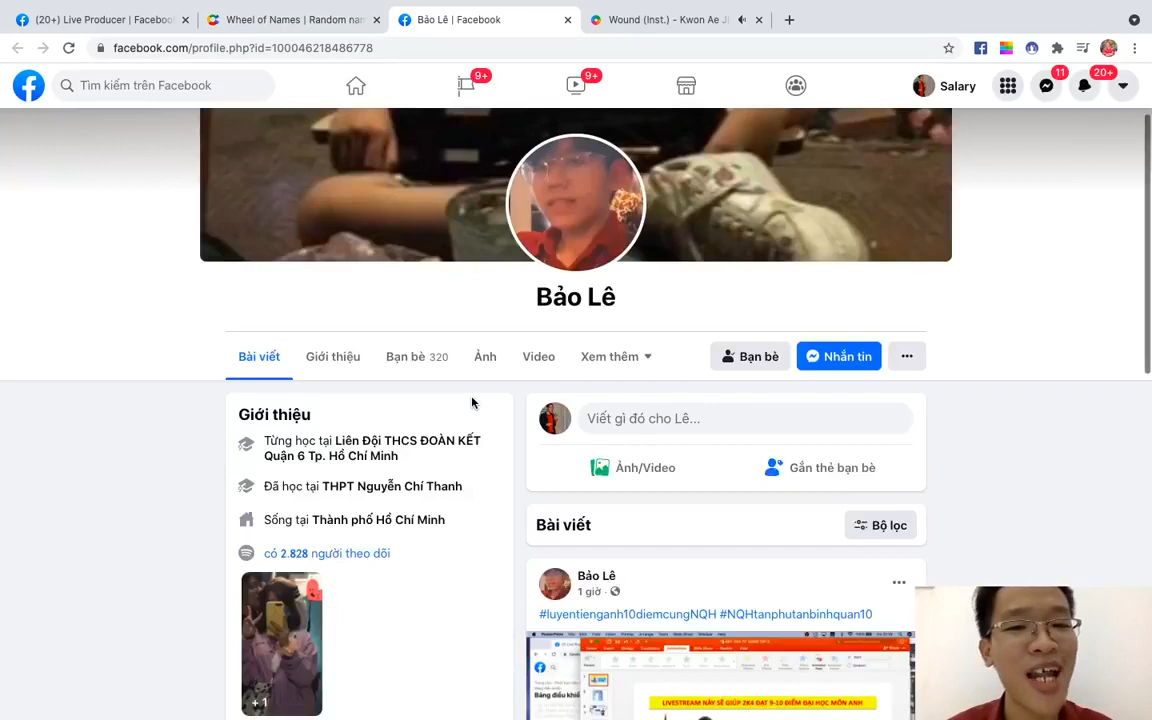 (20+) Live Producer | Faceboo
Wheel of Names | Random nam
Bảo Lê | Facebook
Wound (Inst.) - Kwon Ae Ji
facebook.com/profile.php?id=100046218486778
Tìm kiếm trên Facebook
9+
9+
Salary
11
20+
Bảo Lê
Bài viết
Giới thiệu
Bạn bè 320
Ảnh
Video
Xem thêm
Bạn bè
Nhắn tin
Giới thiệu
Từng học tại Liên Đội THCS ĐOÀN KẾT
Quận 6 Tp. Hồ Chí Minh
Đã học tại THPT Nguyễn Chí Thanh
Sống tại Thành phố Hồ Chí Minh
có 2.828 người theo dõi
+ 1
Viết gì đó cho Lê...
Ảnh/Video
Gắn thẻ bạn bè
Bài viết
Bộ lọc
Bảo Lê
1 giờ ·
#luyentienganh10diemcungNQH #NQHtanphutanbinhquan10
LIVESTREAM NÀY SẼ GIÚP 2K4 ĐẠT 9-10 ĐIỂM ĐẠI HỌC MÔN ANH